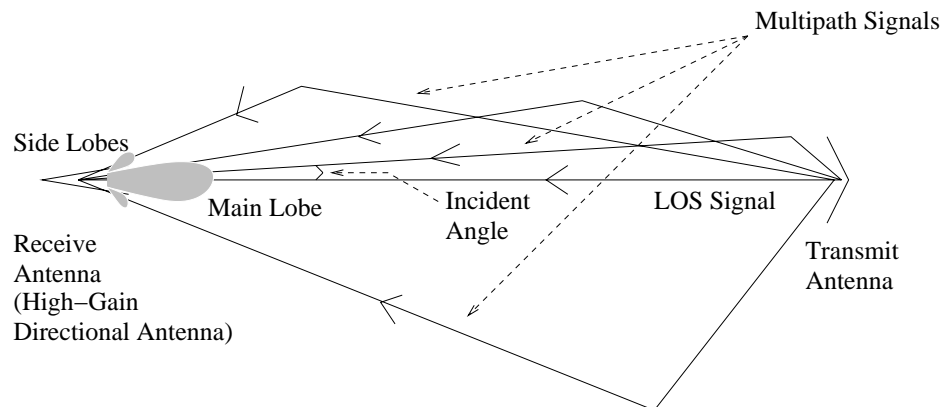 Multipath Signals
Side Lobes
Main Lobe
Incident
Angle
LOS Signal
Receive
Antenna
(High−Gain
Directional Antenna)
Transmit
Antenna